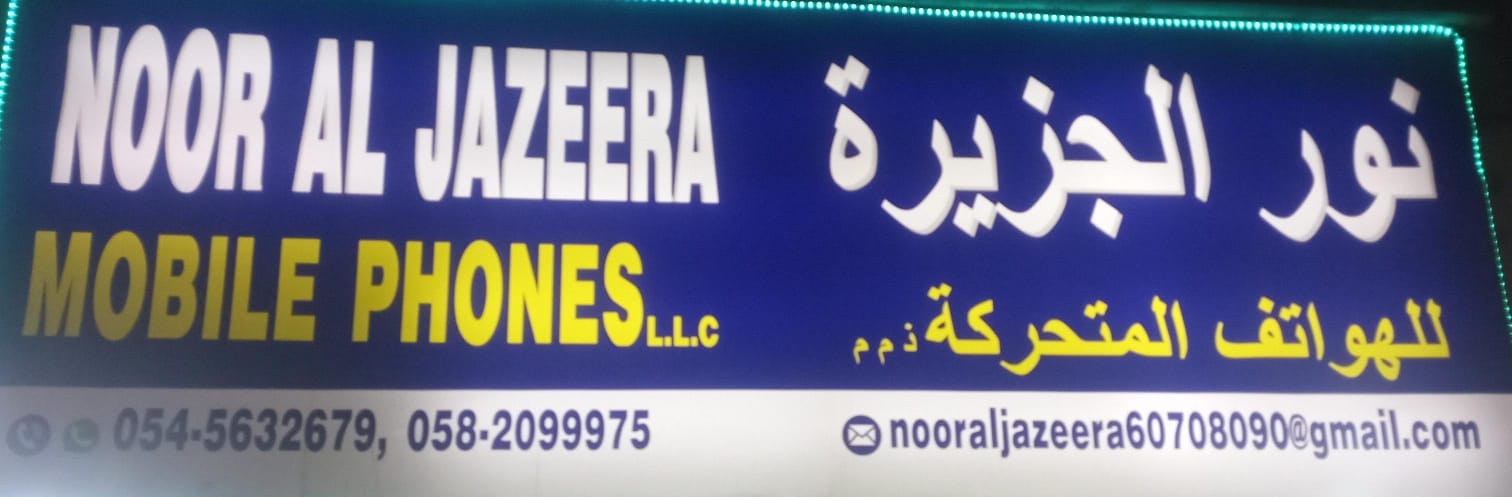 NOOR AL JAZEERA
MOBILE PHONES L.L.C
نور الجزيرة
للهواتف المتحركة ذ م م
054-5632679, 058-2099975
nooraljazeera60708090@gmail.com